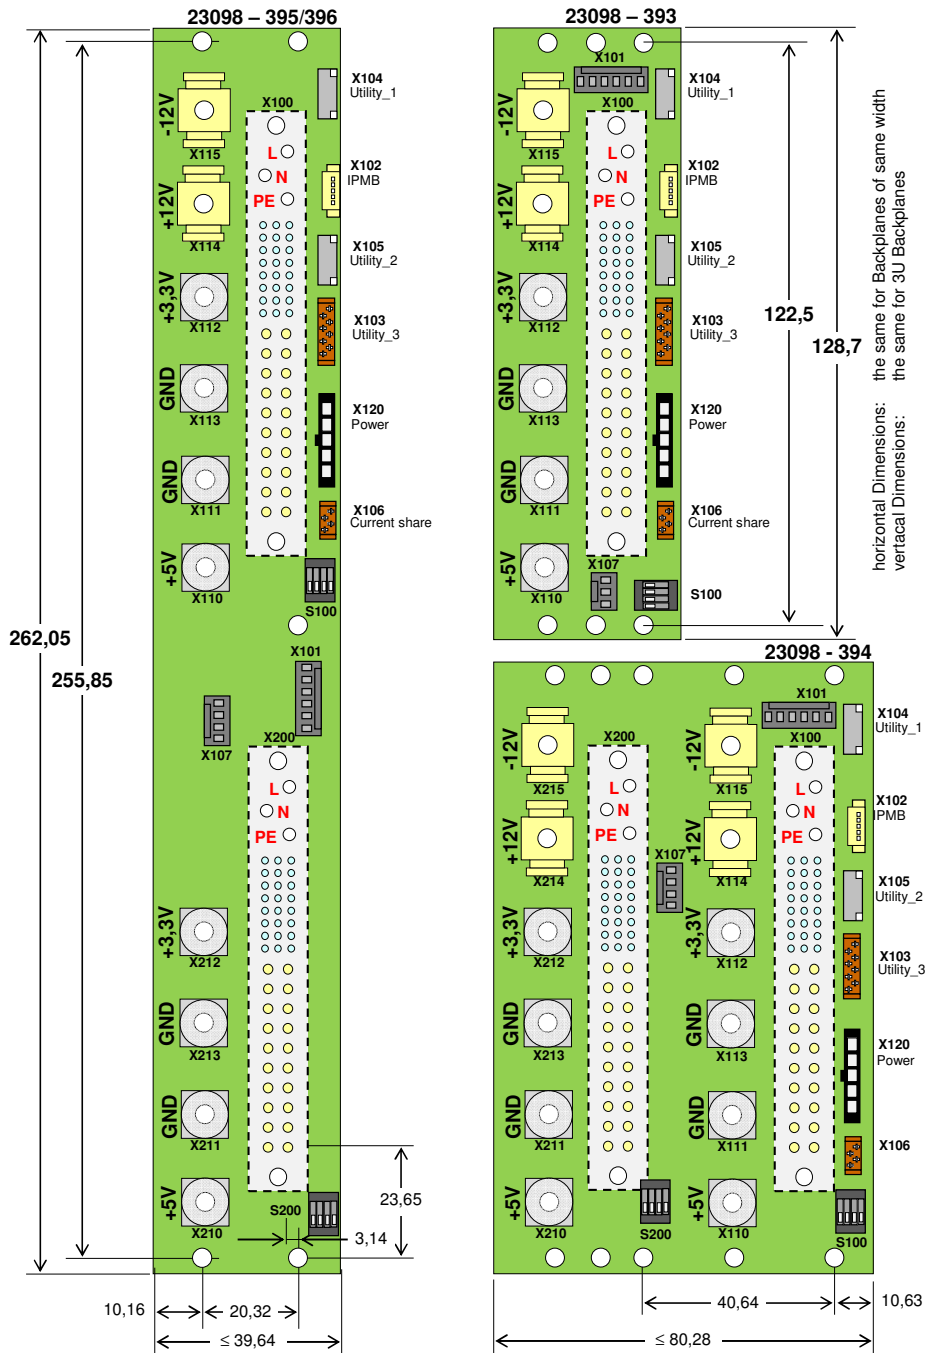 23098 – 395/396
262,05
255,85
-12V
X115
+12V
X114
+3,3V
X112
GND
X113
GND
X111
+5V
X110
X100
L
N
PE
X104
Utility_1
X102
IPMB
X105
Utility_2
X103
Utility_3
X120
Power
X106
Current share
S100
X101
X107
X200
L
N
PE
+3,3V
X212
GND
X213
GND
X211
+5V
X210
S200
23,65
3,14
10,16
20,32
≤ 39,64
23098 – 393
X101
X100
-12V
X115
+12V
X114
+3,3V
X112
GND
X113
GND
X111
+5V
X110
L
N
PE
X104
Utility_1
X102
IPMB
X105
Utility_2
X103
Utility_3
X120
Power
X106
Current share
X107
S100
122,5
128,7
horizontal Dimensions: the same for Backplanes of same width
vertacal Dimensions: the same for 3U Backplanes
23098 - 394
X101
X200
X100
-12V
X215
+12V
X214
+3,3V
X212
GND
X213
GND
X211
+5V
X210
L
N
PE
X107
S200
-12V
X115
+12V
X114
+3,3V
X112
GND
X113
GND
X111
+5V
X110
L
N
PE
X104
Utility_1
X102
IPMB
X105
Utility_2
X103
Utility_3
X120
Power
X106
S100
40,64
10,63
≤ 80,28